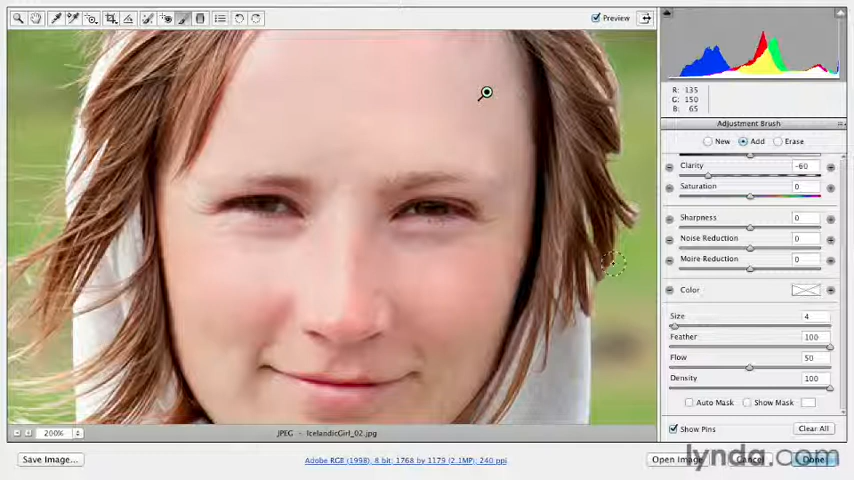 Preview
R: 135
G: 150
B: 65
Adjustment Brush
New Add Erase
Clarity -60
Saturation 0
Sharpness 0
Noise Reduction 0
Moire Reduction 0
Color
Size 4
Feather 100
Flow 50
Density 100
Auto Mask Show Mask
Show Pins Clear All
200% JPEG - IcelandicGirl_02.jpg
Save Image... Adobe RGB (1998); 8 bit; 1768 by 1179 (2.1MP); 240 ppi Open Image Cancel Done
lynda.com